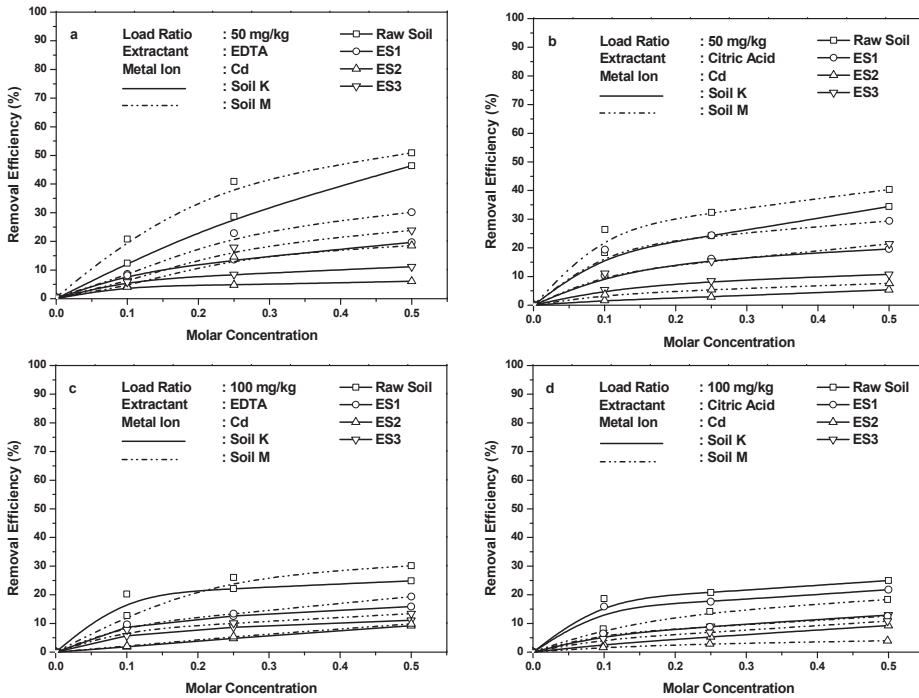 a
Load Ratio : 50 mg/kg
Extractant : EDTA
Metal Ion : Cd
: Soil K
: Soil M
Raw Soil
ES1
ES2
ES3
100
90
80
70
60
50
40
30
20
10
0
Removal Efficiency (%)
0.0 0.1 0.2 0.3 0.4 0.5
Molar Concentration
b
Load Ratio : 50 mg/kg
Extractant : Citric Acid
Metal Ion : Cd
: Soil K
: Soil M
Raw Soil
ES1
ES2
ES3
100
90
80
70
60
50
40
30
20
10
0
Removal Efficiency (%)
0.0 0.1 0.2 0.3 0.4 0.5
Molar Concentration
c
Load Ratio : 100 mg/kg
Extractant : EDTA
Metal Ion : Cd
: Soil K
: Soil M
Raw Soil
ES1
ES2
ES3
100
90
80
70
60
50
40
30
20
10
0
Removal Efficiency (%)
0.0 0.1 0.2 0.3 0.4 0.5
Molar Concentration
d
Load Ratio : 100 mg/kg
Extractant : Citric Acid
Metal Ion : Cd
: Soil K
: Soil M
Raw Soil
ES1
ES2
ES3
100
90
80
70
60
50
40
30
20
10
0
Removal Efficiency (%)
0.0 0.1 0.2 0.3 0.4 0.5
Molar Concentration